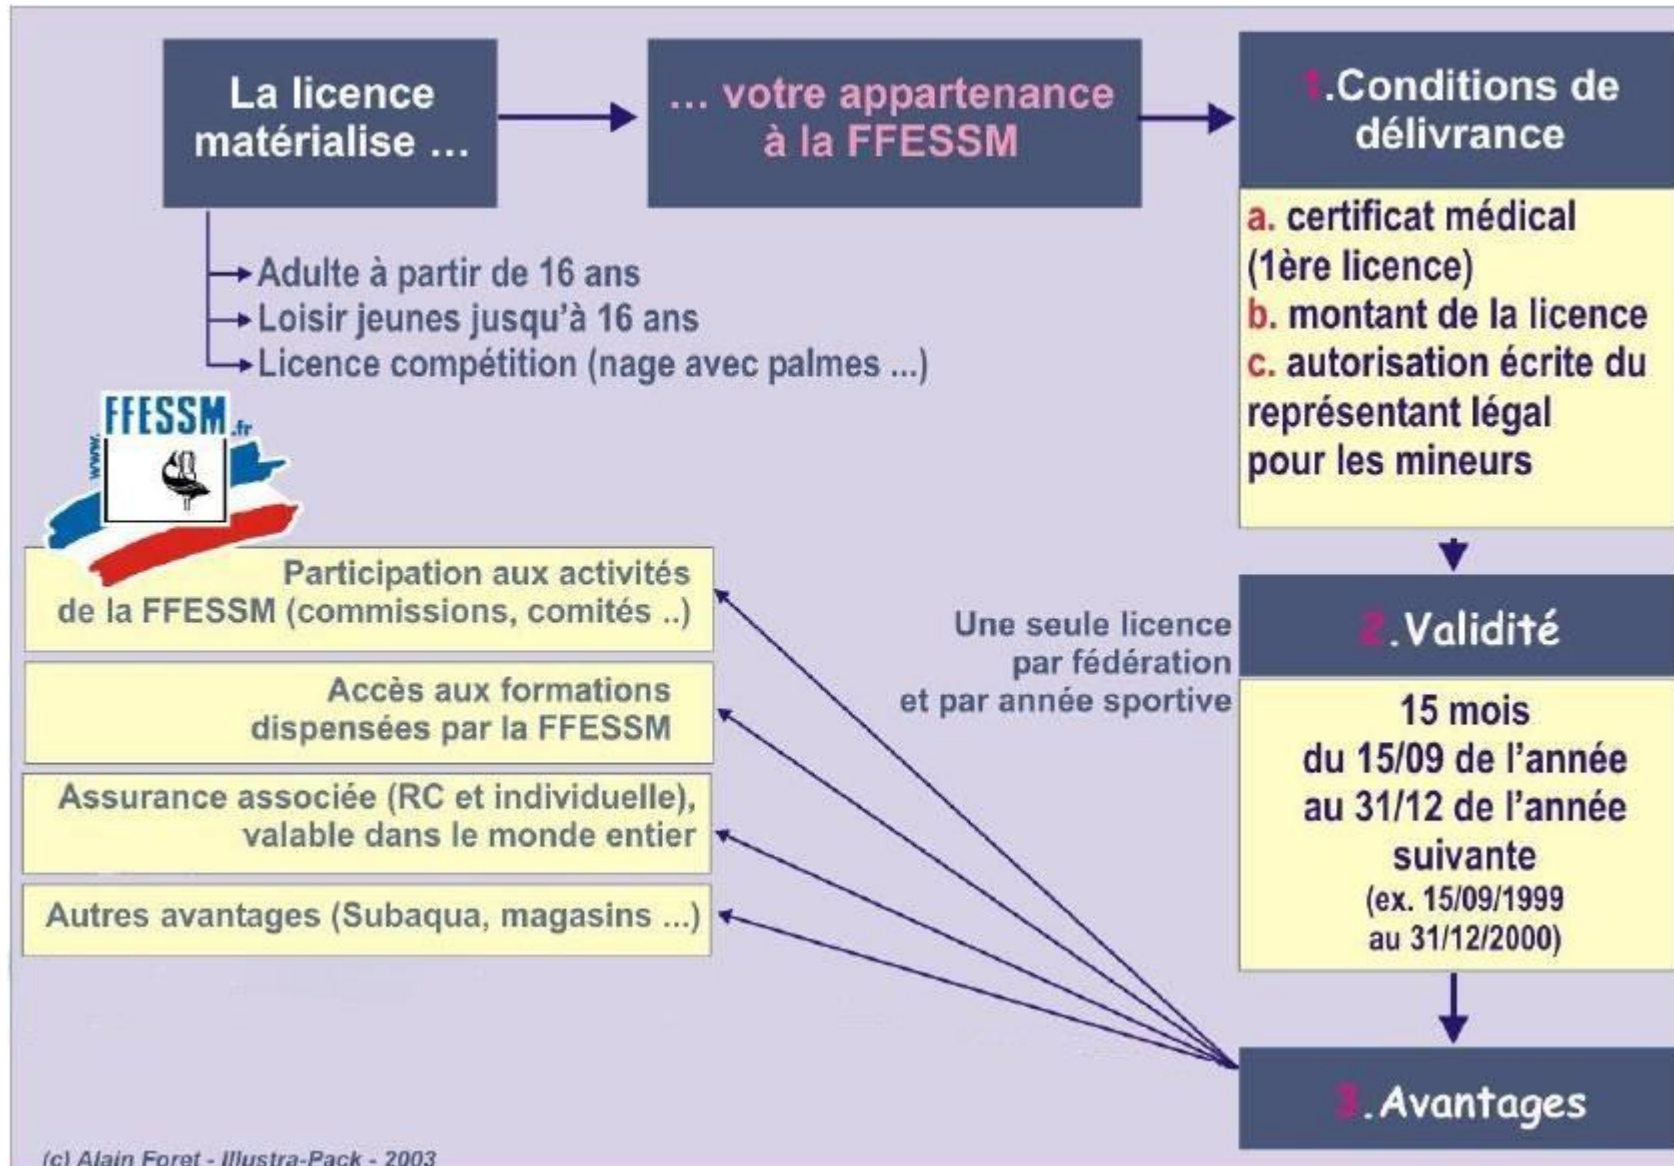 La licence
matérialise ...
... votre appartenance
à la FFESSM
1.Conditions de
délivrance
a. certificat médical
(1ère licence)
b. montant de la licence
c. autorisation écrite du
représentant légal
pour les mineurs
Adulte à partir de 16 ans
Loisir jeunes jusqu'à 16 ans
Licence compétition (nage avec palmes ...)
www.FFESSM.fr
Participation aux activités
de la FFESSM (commissions, comités ..)
Accès aux formations
dispensées par la FFESSM
Assurance associée (RC et individuelle),
valable dans le monde entier
Autres avantages (Subaqua, magasins ...)
Une seule licence
par fédération
et par année sportive
2.Validité
15 mois
du 15/09 de l'année
au 31/12 de l'année
suivante
(ex. 15/09/1999
au 31/12/2000)
3.Avantages
(c) Alain Foret - Illustra-Pack - 2003